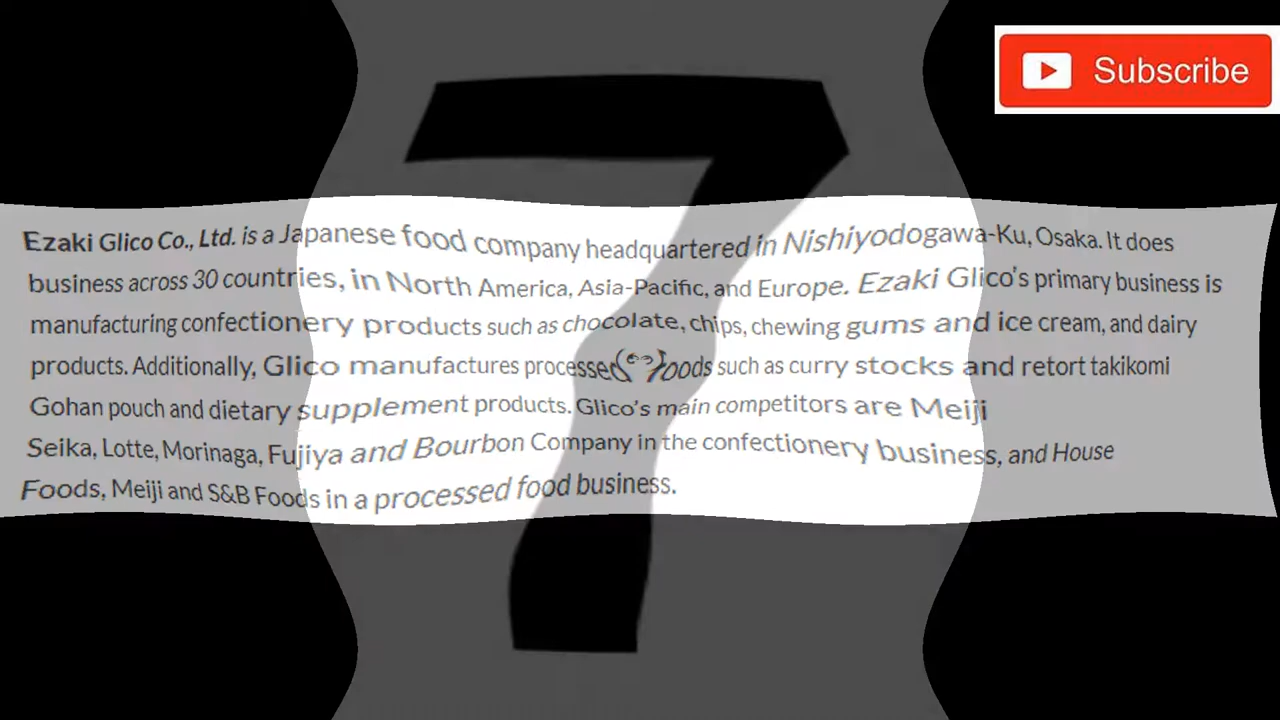 7
Subscribe
Ezaki Glico Co., Ltd. is a Japanese food company headquartered in Nishiyodogawa-Ku, Osaka. It does
business across 30 countries, in North America, Asia-Pacific, and Europe. Ezaki Glico's primary business is
manufacturing confectionery products such as chocolate, chips, chewing gums and ice cream, and dairy
products. Additionally, Glico manufactures processed foods such as curry stocks and retort takikomi
Gohan pouch and dietary supplement products. Glico's main competitors are Meiji
Seika, Lotte, Morinaga, Fujiya and Bourbon Company in the confectionery business, and House
Foods, Meiji and S&B Foods in a processed food business.